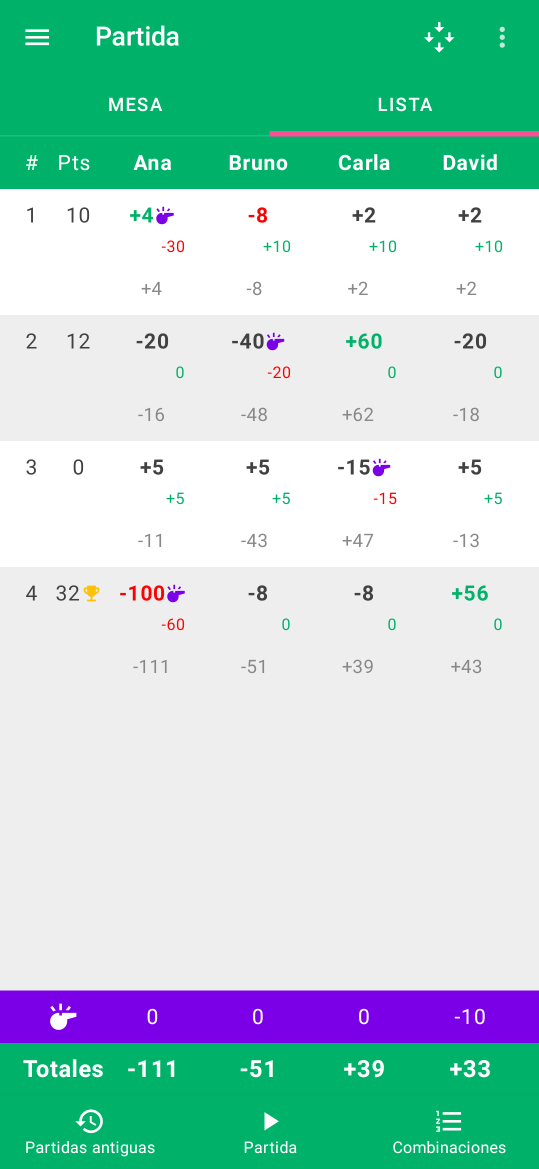 Partida
MESA LISTA
# Pts Ana Bruno Carla David
1 10 +4 -8 +2 +2
-30 +10 +10 +10
+4 -8 +2 +2
2 12 -20 -40 +60 -20
0 -20 0 0
-16 -48 +62 -18
3 0 +5 +5 -15 +5
+5 +5 -15 +5
-11 -43 +47 -13
4 32 -100 -8 -8 +56
-60 0 0 0
-111 -51 +39 +43
0 0 0 -10
Totales -111 -51 +39 +33
Partidas antiguas Partida Combinaciones